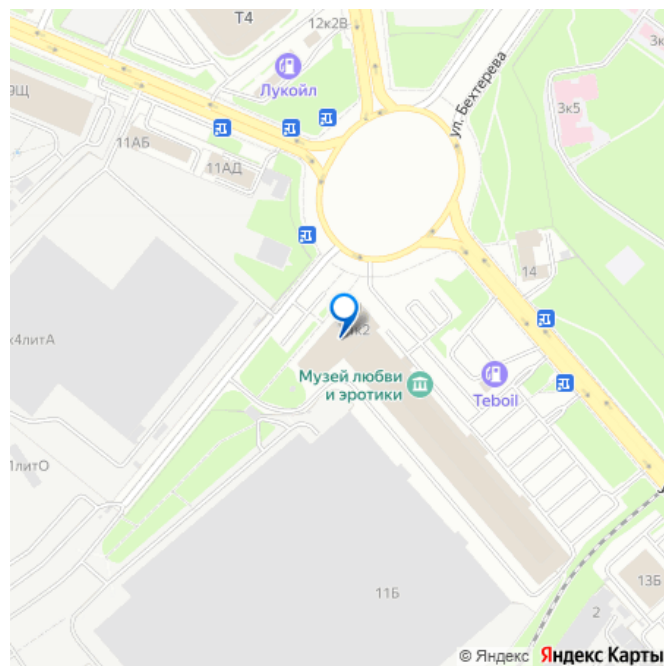 Т4
12к2В
Лукойл
ул. Бехтерева
3к
3к5
ЭЩ
11АБ
11АД
14
к4литА
к2
Музей любви
и эротики
Teboil
1литО
11Б
13Б
2
© Яндекс Яндекс Карты